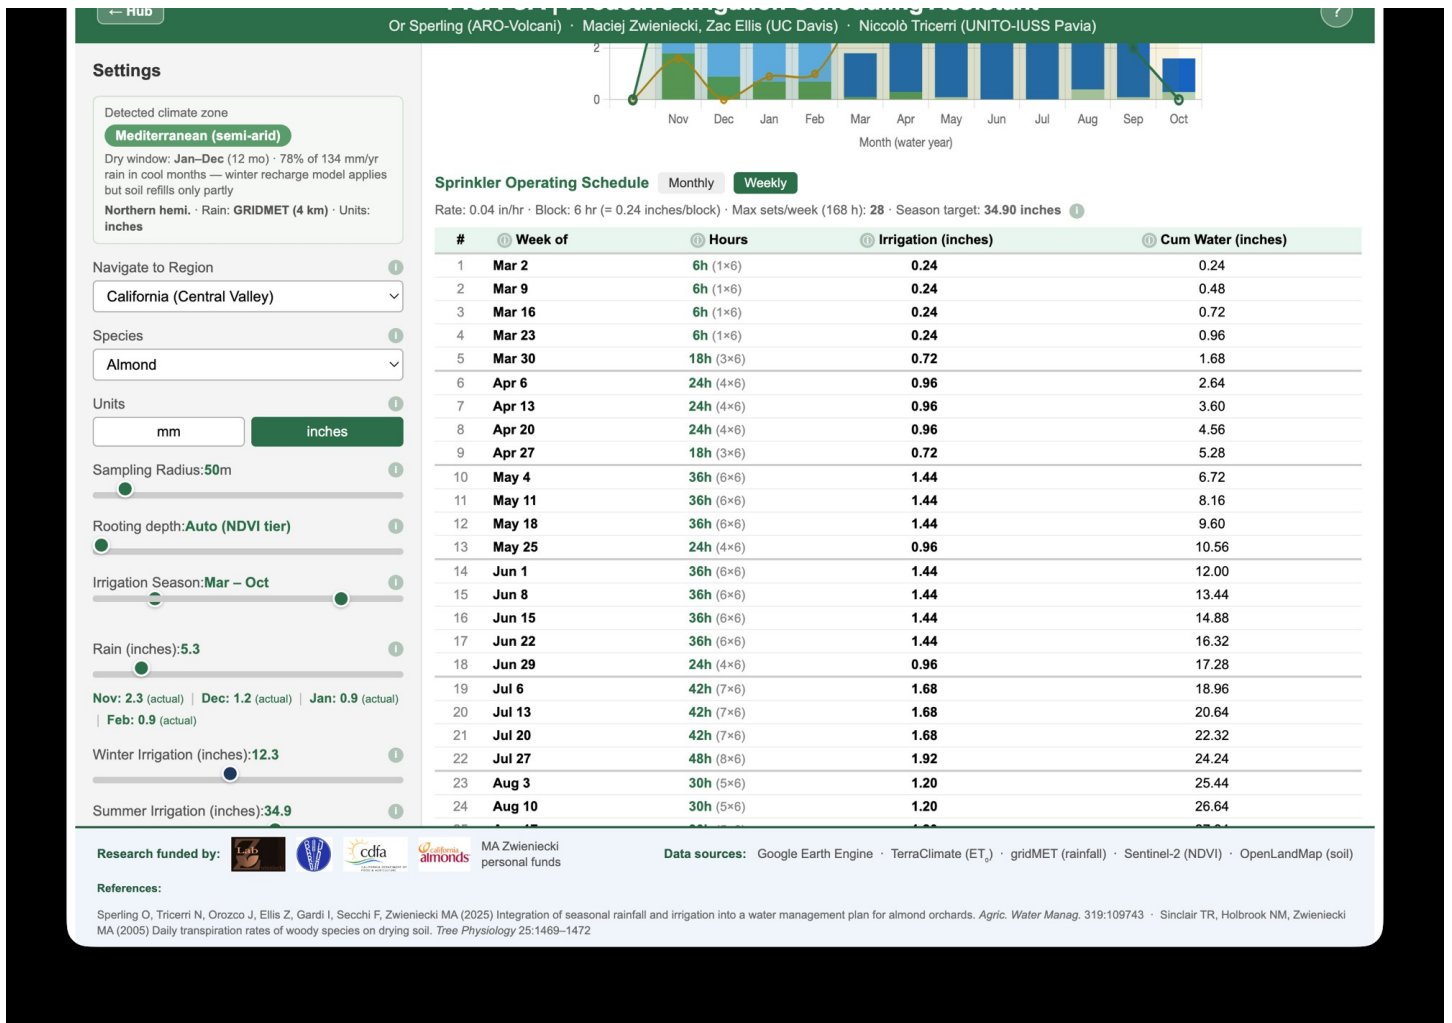 ← Hub
Or Sperling (ARO-Volcani) · Maciej Zwieniecki, Zac Ellis (UC Davis) · Niccolò Tricerri (UNITO-IUSS Pavia)
?
Settings
Detected climate zone
Mediterranean (semi-arid)
Dry window: Jan–Dec (12 mo) · 78% of 134 mm/yr
rain in cool months — winter recharge model applies
but soil refills only partly
Northern hemi. · Rain: GRIDMET (4 km) · Units:
inches
Navigate to Region
California (Central Valley)
Species
Almond
Units
mm
inches
Sampling Radius:50m
Rooting depth:Auto (NDVI tier)
Irrigation Season:Mar – Oct
Rain (inches):5.3
Nov: 2.3 (actual) | Dec: 1.2 (actual) | Jan: 0.9 (actual)
| Feb: 0.9 (actual)
Winter Irrigation (inches):12.3
Summer Irrigation (inches):34.9
2
0
Nov Dec Jan Feb Mar Apr May Jun Jul Aug Sep Oct
Month (water year)
Sprinkler Operating Schedule Monthly Weekly
Rate: 0.04 in/hr · Block: 6 hr (= 0.24 inches/block) · Max sets/week (168 h): 28 · Season target: 34.90 inches
# Week of Hours Irrigation (inches) Cum Water (inches)
1 Mar 2 6h (1×6) 0.24 0.24
2 Mar 9 6h (1×6) 0.24 0.48
3 Mar 16 6h (1×6) 0.24 0.72
4 Mar 23 6h (1×6) 0.24 0.96
5 Mar 30 18h (3×6) 0.72 1.68
6 Apr 6 24h (4×6) 0.96 2.64
7 Apr 13 24h (4×6) 0.96 3.60
8 Apr 20 24h (4×6) 0.96 4.56
9 Apr 27 18h (3×6) 0.72 5.28
10 May 4 36h (6×6) 1.44 6.72
11 May 11 36h (6×6) 1.44 8.16
12 May 18 36h (6×6) 1.44 9.60
13 May 25 24h (4×6) 0.96 10.56
14 Jun 1 36h (6×6) 1.44 12.00
15 Jun 8 36h (6×6) 1.44 13.44
16 Jun 15 36h (6×6) 1.44 14.88
17 Jun 22 36h (6×6) 1.44 16.32
18 Jun 29 24h (4×6) 0.96 17.28
19 Jul 6 42h (7×6) 1.68 18.96
20 Jul 13 42h (7×6) 1.68 20.64
21 Jul 20 42h (7×6) 1.68 22.32
22 Jul 27 48h (8×6) 1.92 24.24
23 Aug 3 30h (5×6) 1.20 25.44
24 Aug 10 30h (5×6) 1.20 26.64
Research funded by:
Lab
cdfa
california almonds
MA Zwieniecki
personal funds
Data sources: Google Earth Engine · TerraClimate (ET₀) · gridMET (rainfall) · Sentinel-2 (NDVI) · OpenLandMap (soil)
References:
Sperling O, Tricerri N, Orozco J, Ellis Z, Gardi I, Secchi F, Zwieniecki MA (2025) Integration of seasonal rainfall and irrigation into a water management plan for almond orchards. Agric. Water Manag. 319:109743 · Sinclair TR, Holbrook NM, Zwieniecki
MA (2005) Daily transpiration rates of woody species on drying soil. Tree Physiology 25:1469–1472